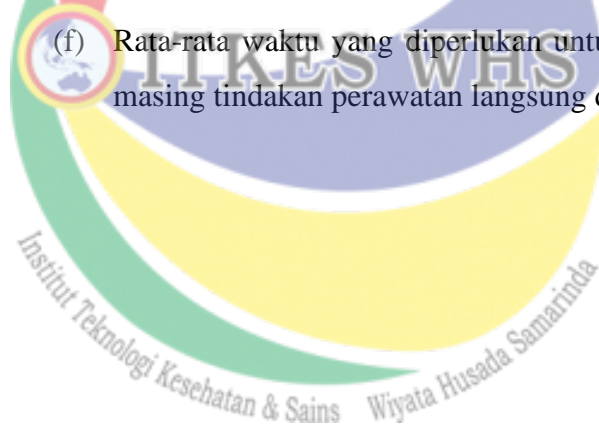 (f) Rata-rata waktu yang diperlukan untu
ITKES WHS
masing tindakan perawatan langsung
Institut Teknologi Kesehatan & Sains Wiyata Husada Samarinda